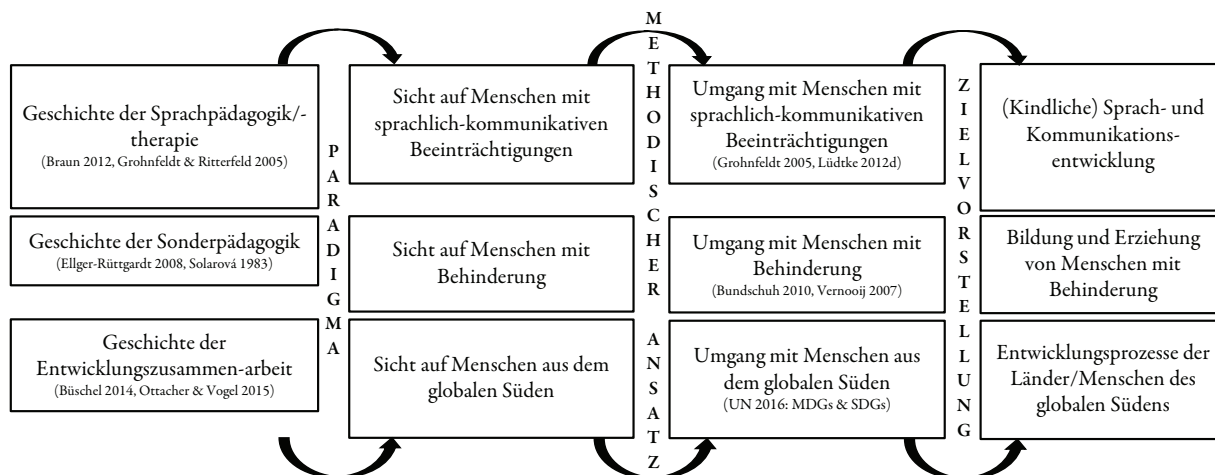 Geschichte der Sprachpädagogik/-
therapie
(Braun 2012, Grohnfeldt & Ritterfeld 2005)
Geschichte der Sonderpädagogik
(Ellger-Rüttgardt 2008, Solarová 1983)
Geschichte der
Entwicklungszusammen-arbeit
(Büschel 2014, Ottacher & Vogel 2015)
PARADIGMA
Sicht auf Menschen mit
sprachlich-kommunikativen
Beeinträchtigungen
Sicht auf Menschen mit
Behinderung
Sicht auf Menschen aus dem
globalen Süden
METHODISCHER ANSATZ
Umgang mit Menschen mit
sprachlich-kommunikativen
Beeinträchtigungen
(Grohnfeldt 2005, Lüdtke 2012d)
Umgang mit Menschen mit
Behinderung
(Bundschuh 2010, Vernooij 2007)
Umgang mit Menschen aus
dem globalen Süden
(UN 2016: MDGs & SDGs)
ZIELVORSTELLUNG
(Kindliche) Sprach- und
Kommunikations-
entwicklung
Bildung und Erziehung
von Menschen mit
Behinderung
Entwicklungsprozesse der
Länder/Menschen des
globalen Südens